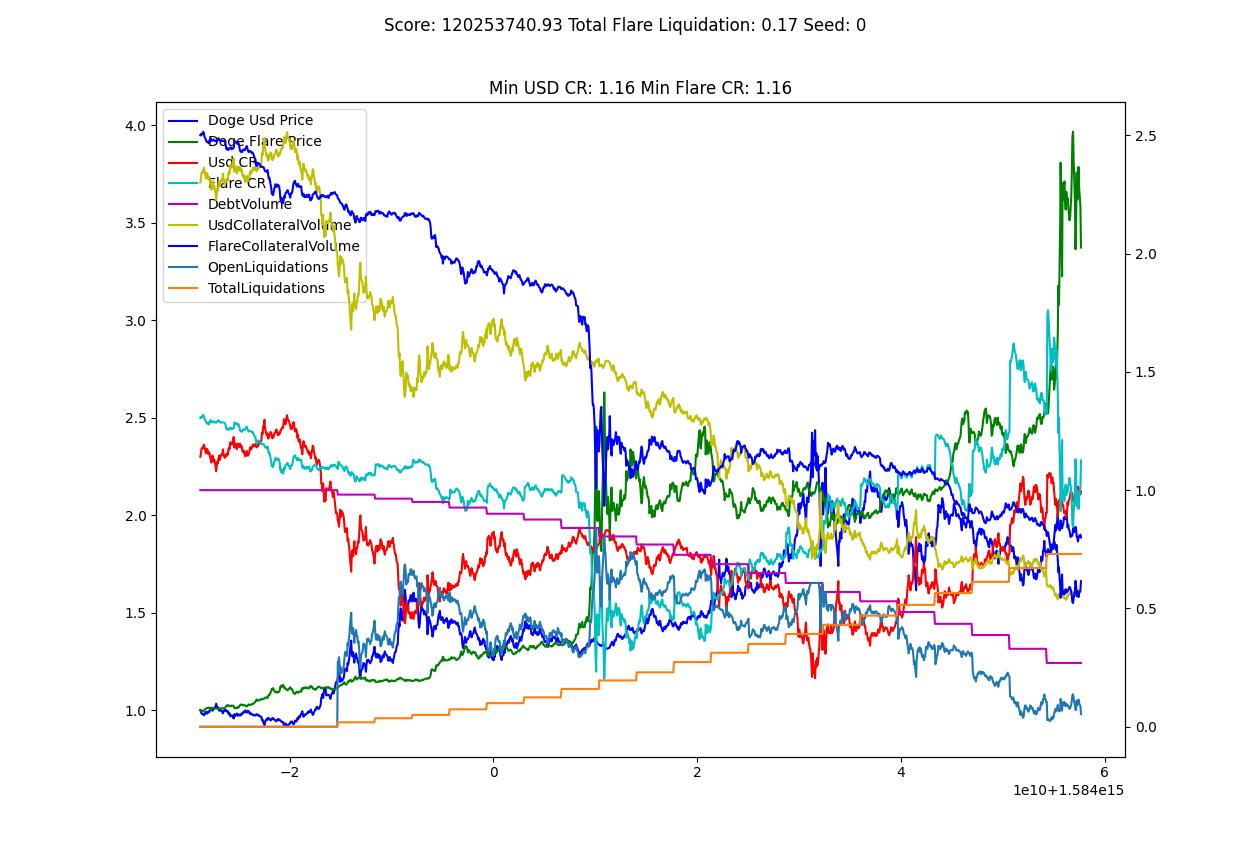 Score: 120253740.93 Total Flare Liquidation: 0.17 Seed: 0
Min USD CR: 1.16 Min Flare CR: 1.16
Doge Usd Price
Doge Flare Price
Usd CR
Flare CR
DebtVolume
UsdCollateralVolume
FlareCollateralVolume
OpenLiquidations
TotalLiquidations
4.0
3.5
3.0
2.5
2.0
1.5
1.0
2.5
2.0
1.5
1.0
0.5
0.0
−2 0 2 4 6
1e10+1.584e15